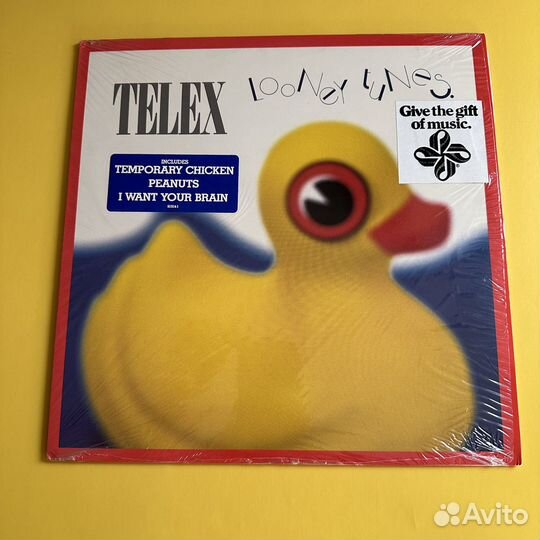 TELEX
LOONEY TUNES.
Give the gift
of music.
INCLUDES
TEMPORARY CHICKEN
PEANUTS
I WANT YOUR BRAIN
Avito